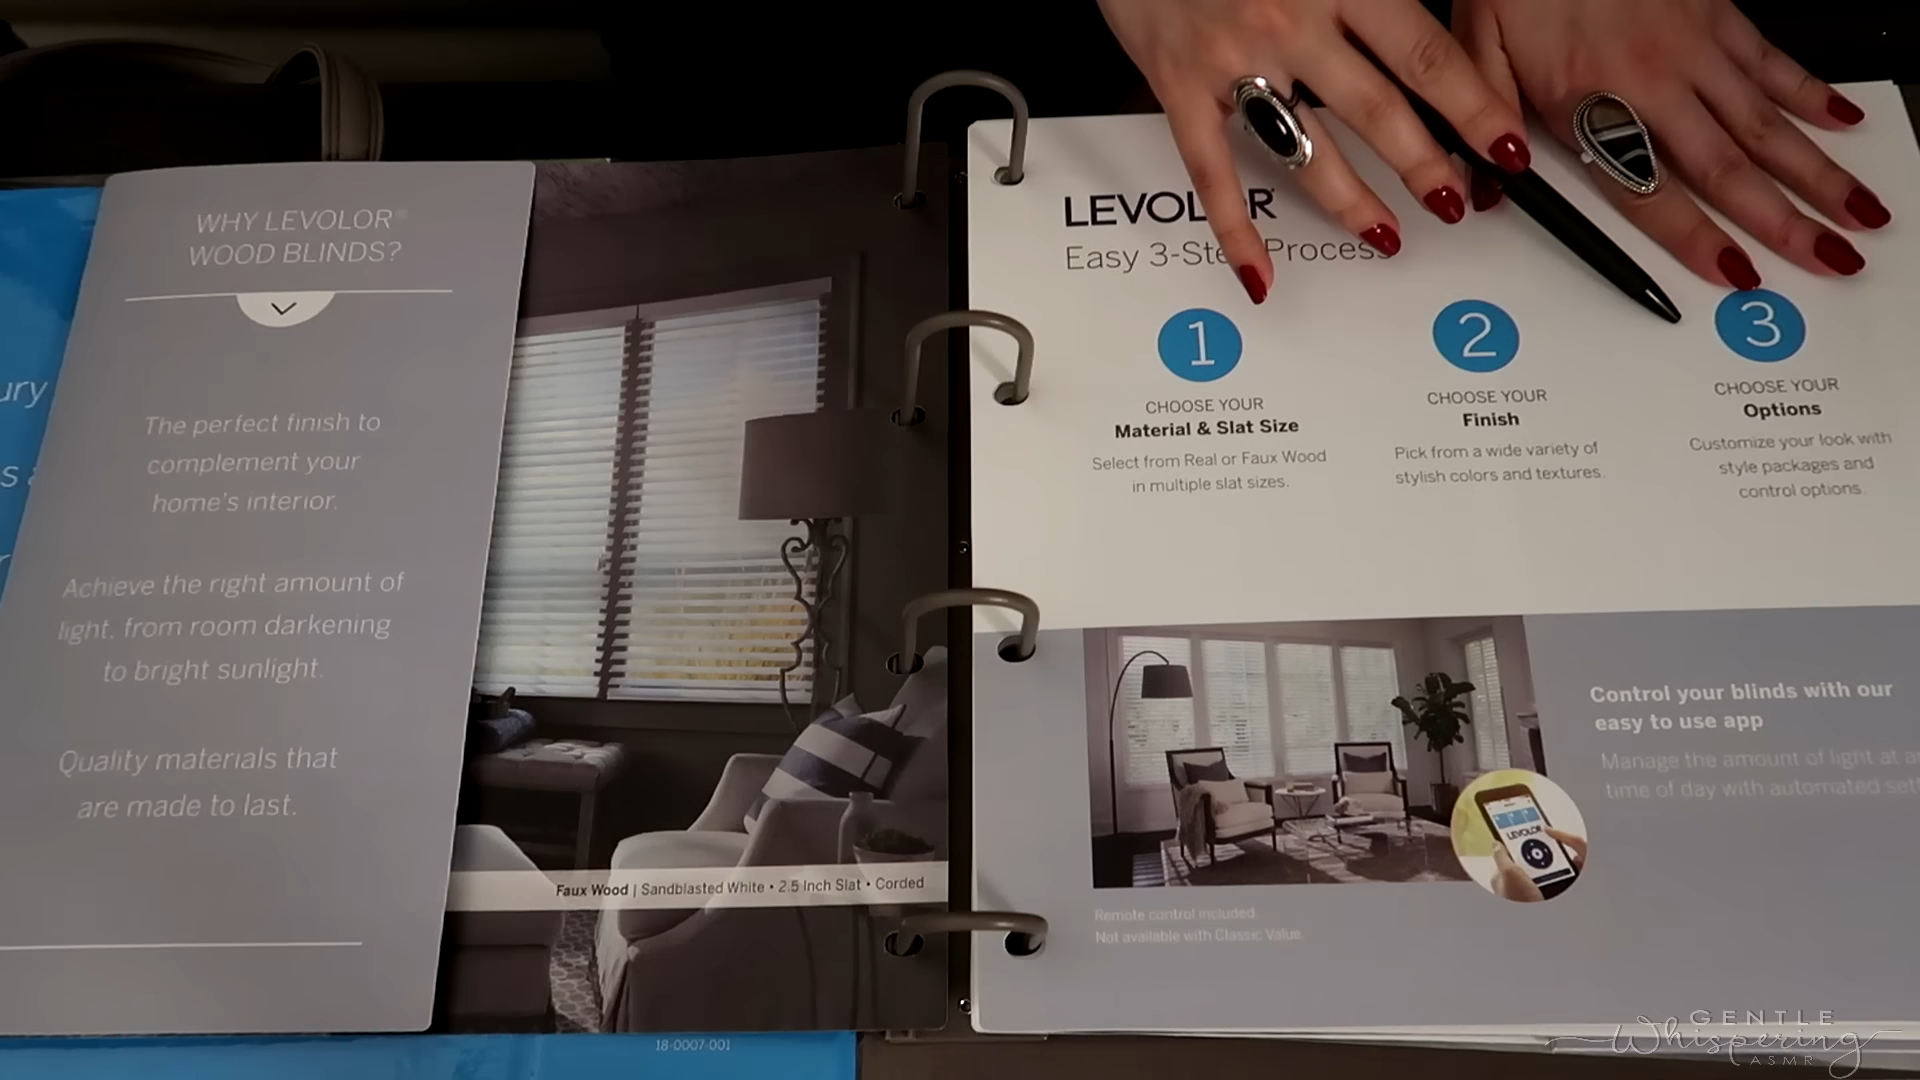 ury
s
WHY LEVOLOR®
WOOD BLINDS?
The perfect finish to
complement your
home's interior.
Achieve the right amount of
light, from room darkening
to bright sunlight.
Quality materials that
are made to last.
Faux Wood | Sandblasted White • 2.5 Inch Slat • Corded
18-0007-001
LEVOLOR
Easy 3-Step Process
1
CHOOSE YOUR
Material & Slat Size
Select from Real or Faux Wood
in multiple slat sizes.
2
CHOOSE YOUR
Finish
Pick from a wide variety of
stylish colors and textures.
3
CHOOSE YOUR
Options
Customize your look with
style packages and
control options.
Control your blinds with our
easy to use app
Manage the amount of light at
time of day with automated
LEVOLOR
Remote control included.
Not available with Classic Value.
GENTLE
Whispering
ASMR